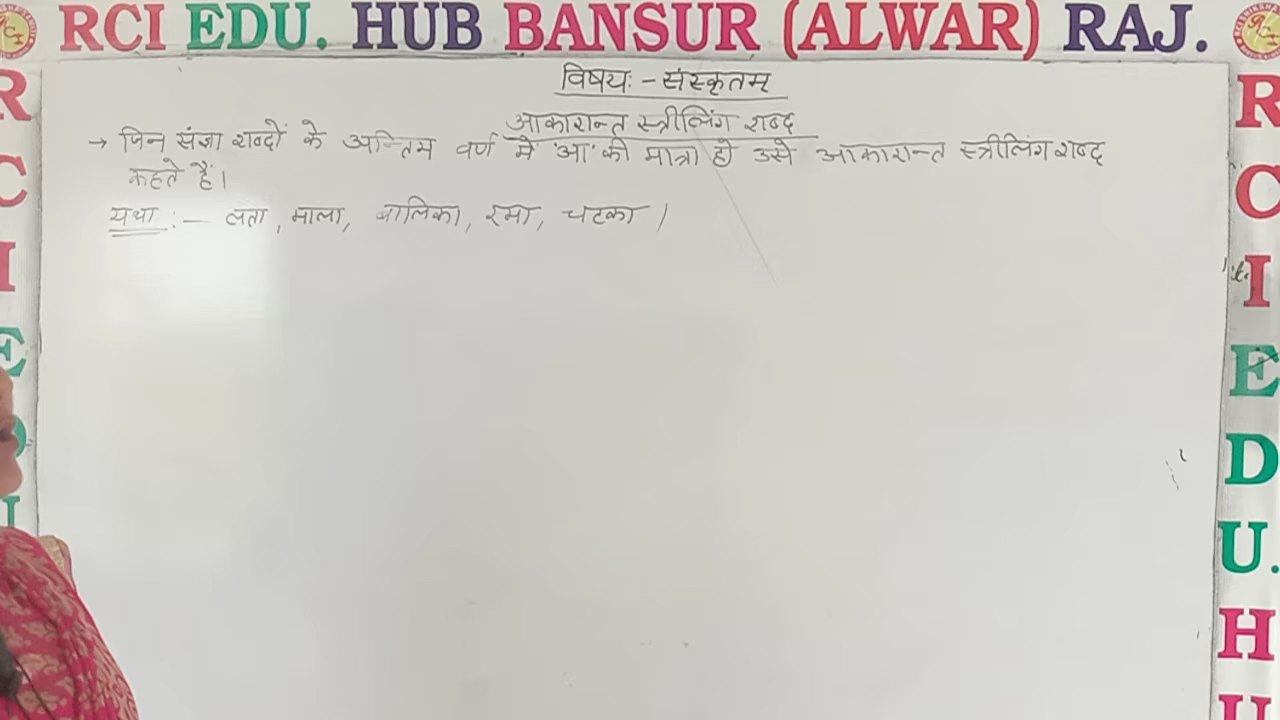 RCI EDU. HUB BANSUR (ALWAR) RAJ.
विषयः - संस्कृतम्
आकारान्त स्त्रीलिंग शब्द
→ जिन संज्ञा शब्दों के अन्तिम वर्ण में 'आ' की मात्रा हो उसे आकारान्त स्त्रीलिंग शब्द
कहते हैं।
यथा :- लता, माला, बालिका, रमा, चटका।
R
C
I
E
D
U
R
C
I
E
D
U.
H
U